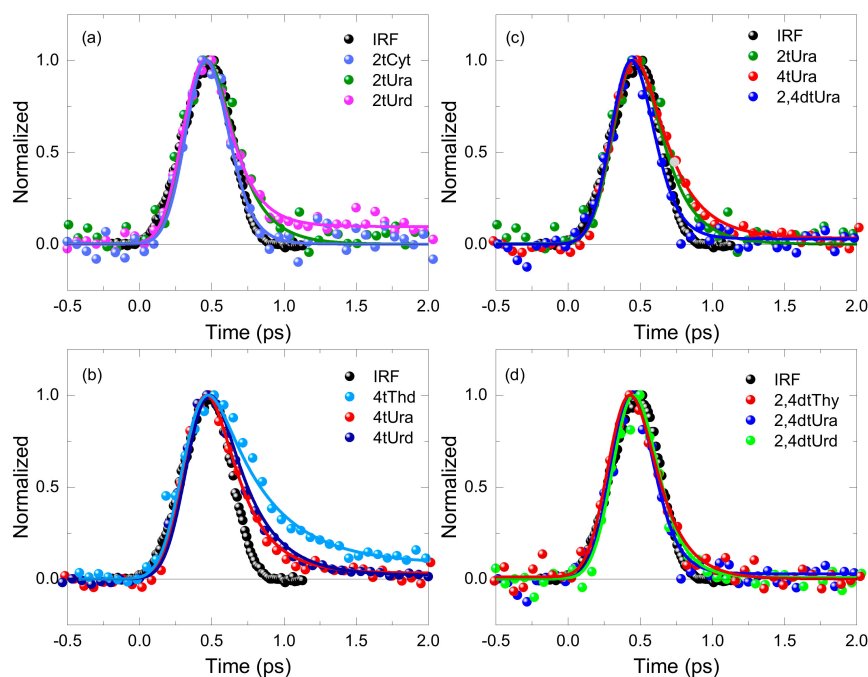 (a)
IRF
2tCyt
2tUra
2tUrd
Normalized
1.0
0.5
0.0
-0.5 0.0 0.5 1.0 1.5 2.0
Time (ps)
(c)
IRF
2tUra
4tUra
2,4dtUra
Normalized
1.0
0.5
0.0
-0.5 0.0 0.5 1.0 1.5 2.0
Time (ps)
(b)
IRF
4tThd
4tUra
4tUrd
Normalized
1.0
0.5
0.0
-0.5 0.0 0.5 1.0 1.5 2.0
Time (ps)
(d)
IRF
2,4dtThy
2,4dtUra
2,4dtUrd
Normalized
1.0
0.5
0.0
-0.5 0.0 0.5 1.0 1.5 2.0
Time (ps)